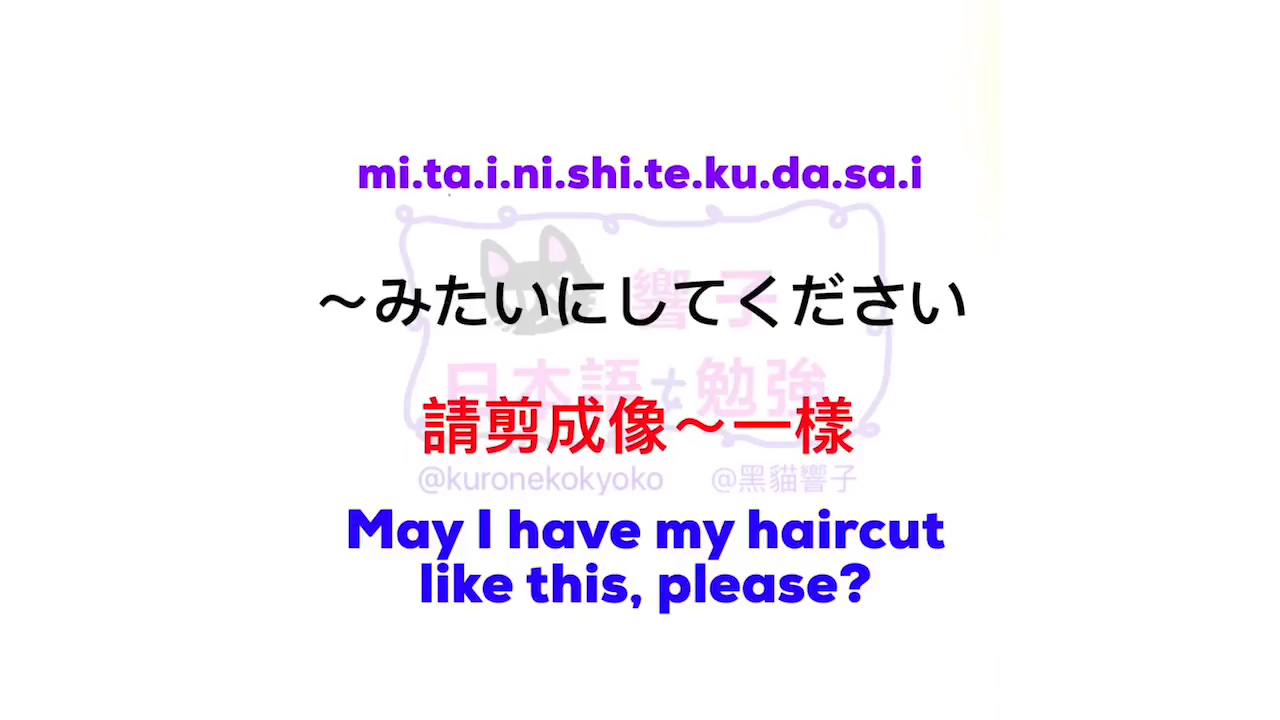 mi.ta.i.ni.shi.te.ku.da.sa.i
～みたいにしてください
響子
日本語を勉強
請剪成像～一樣
@kuronekokyoko @黑貓響子
May I have my haircut
like this, please?